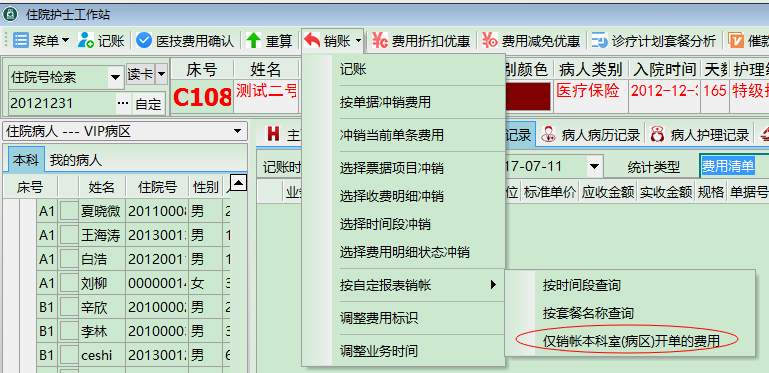 住院护士工作站
菜单 记账 医技费用确认 重算 销账 费用折扣优惠 费用减免优惠 诊疗计划套餐分析 催款
住院号检索 读卡 床号 姓名 别颜色 病人类别 入院时间 天数 护理级
20121231 ··· 自定 C108 测试二号 医疗保险 2012-12-3 165 特级护
住院病人 --- VIP病区 H 主 记录 病人病历记录 病人护理记录
本科 我的病人 记账时 17-07-11 统计类型 费用清单
床号 姓名 住院号 性别 业务 位 标准单价 应收金额 实收金额 规格 单据号
A1 夏晓微 20110008 男 2
A1 王海涛 20130013 男 1
A1 白浩 20120011 男 1
A1 刘柳 00000014 女 3
B1 辛欣 20100002 男 2
B1 李林 20100003 男 2
B1 ceshi 20130012 男 6
记账
按单据冲销费用
冲销当前单条费用
选择票据项目冲销
选择收费明细冲销
选择时间段冲销
选择费用明细状态冲销
按自定报表销帐
调整费用标识
调整业务时间
按时间段查询
按套餐名称查询
仅销帐本科室(病区)开单的费用